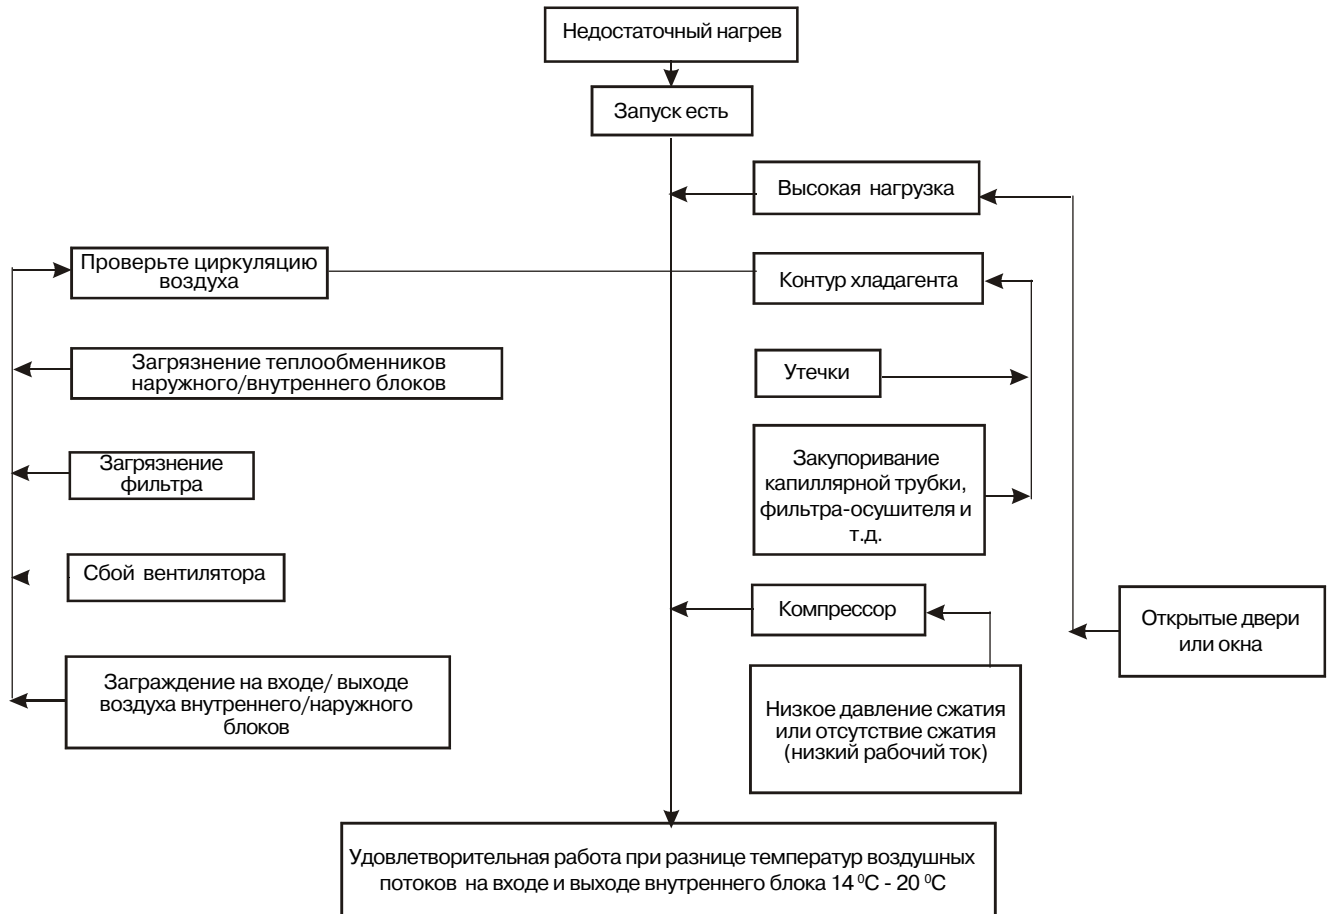 Недостаточный нагрев
Запуск есть
Высокая нагрузка
Проверьте циркуляцию
воздуха
Контур хладагента
Загрязнение теплообменников
наружного/внутреннего блоков
Утечки
Загрязнение
фильтра
Закупоривание
капиллярной трубки,
фильтра-осушителя и
т.д.
Сбой вентилятора
Компрессор
Открытые двери
или окна
Заграждение на входе/ выходе
воздуха внутреннего/наружного
блоков
Низкое давление сжатия
или отсутствие сжатия
(низкий рабочий ток)
Удовлетворительная работа при разнице температур воздушных
потоков на входе и выходе внутреннего блока 14 ⁰C - 20 ⁰C